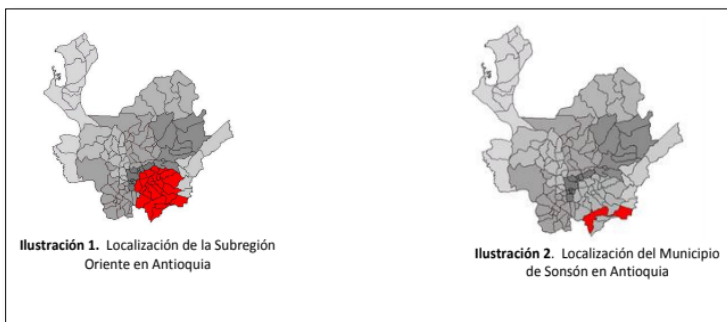 Ilustración 1. Localización de la Subregión
Oriente en Antioquia
Ilustración 2. Localización del Municipio
de Sonsón en Antioquia